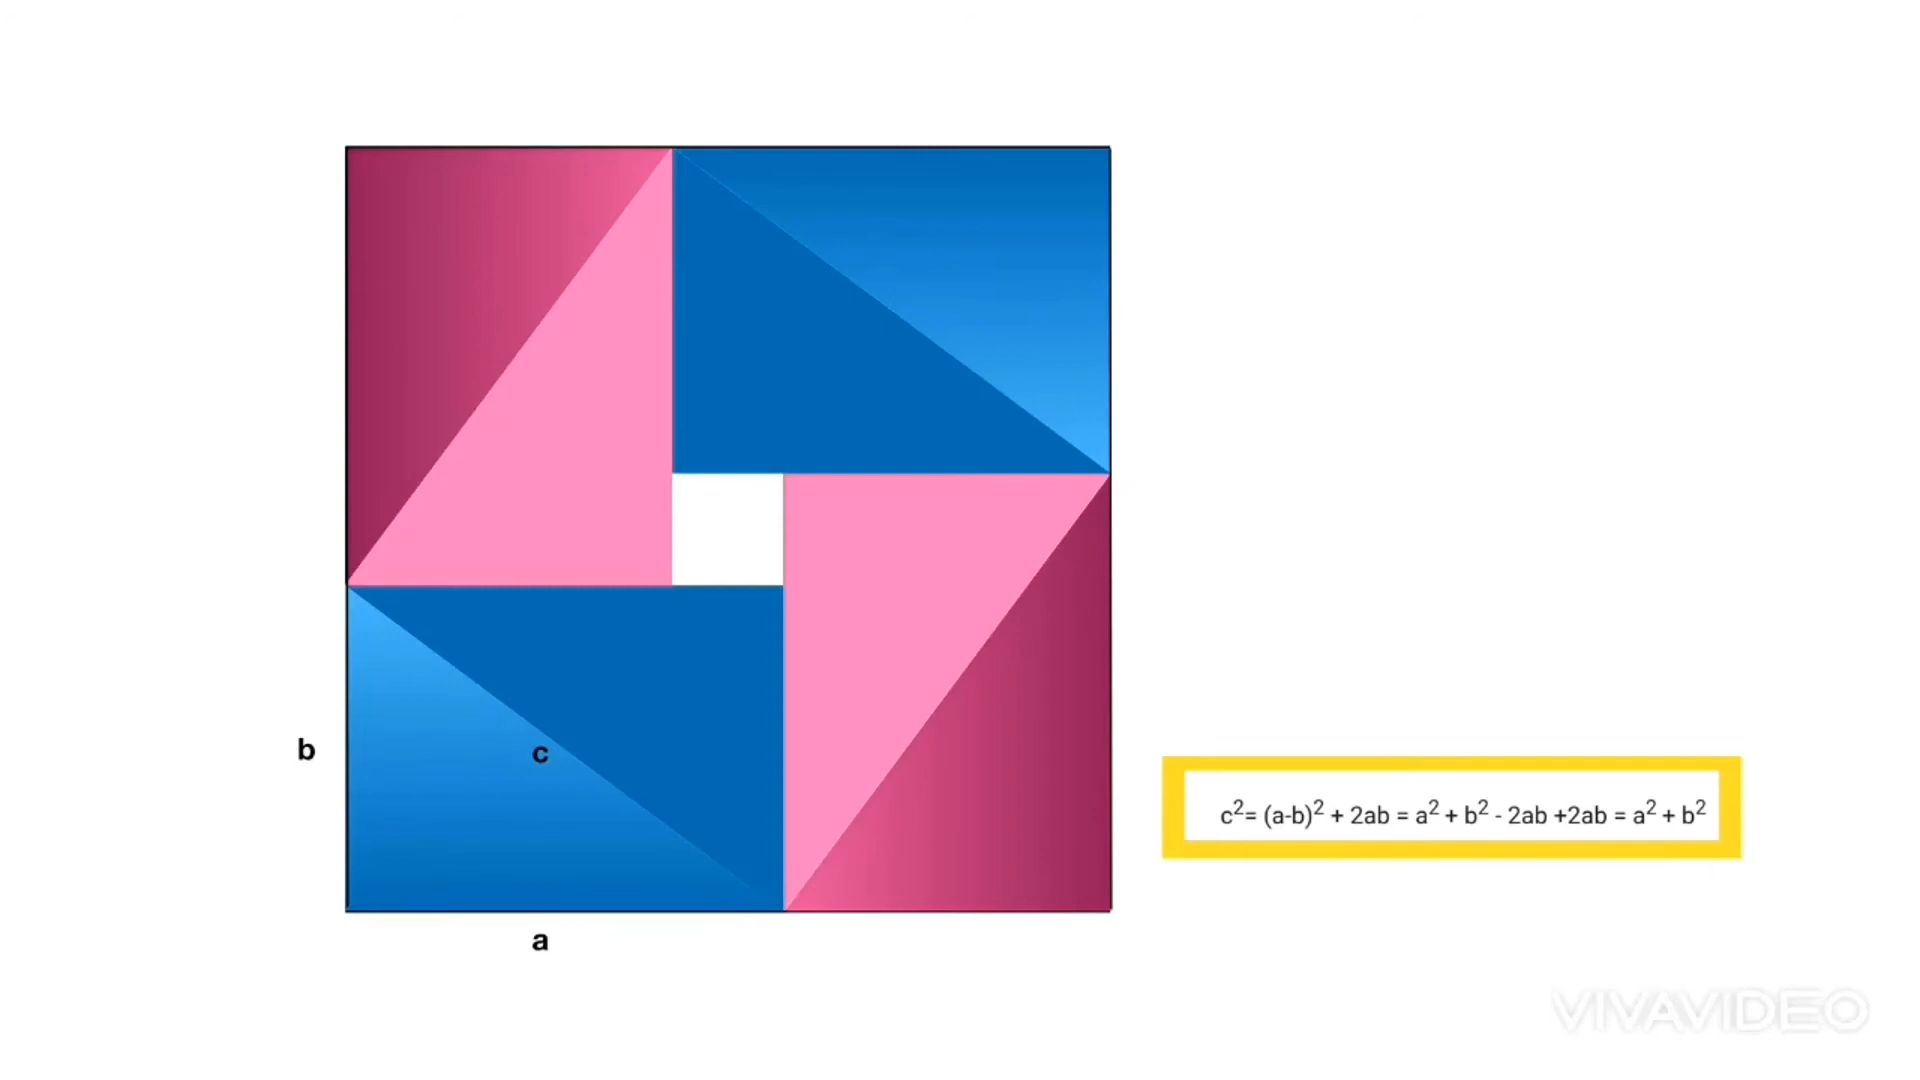 b
c
a
c²= (a-b)² + 2ab = a² + b² - 2ab +2ab = a² + b²
VIVAVIDEO